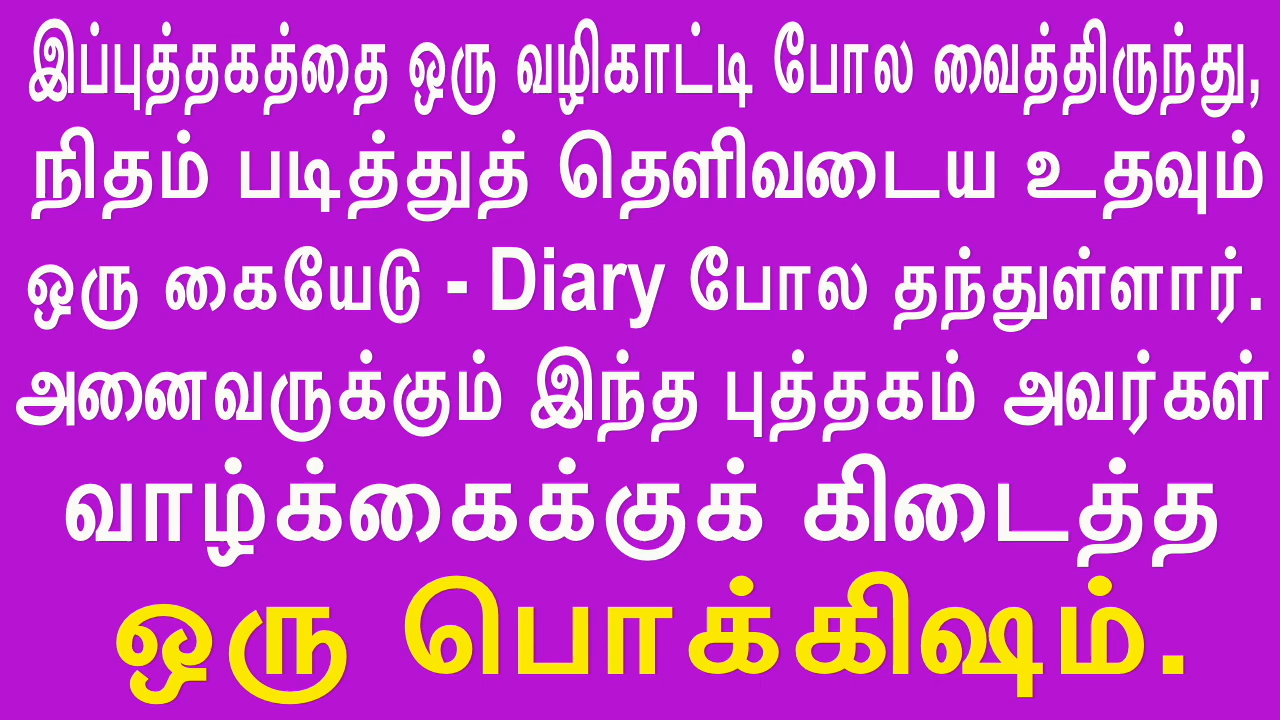 இப்புத்தகத்தை ஒரு வழிகாட்டி போல வைத்திருந்து,
நிதம் படித்துத் தெளிவடைய உதவும்
ஒரு கையேடு - Diary போல தந்துள்ளார்.
அனைவருக்கும் இந்த புத்தகம் அவர்கள்
வாழ்க்கைக்குக் கிடைத்த
ஒரு பொக்கிஷம்.